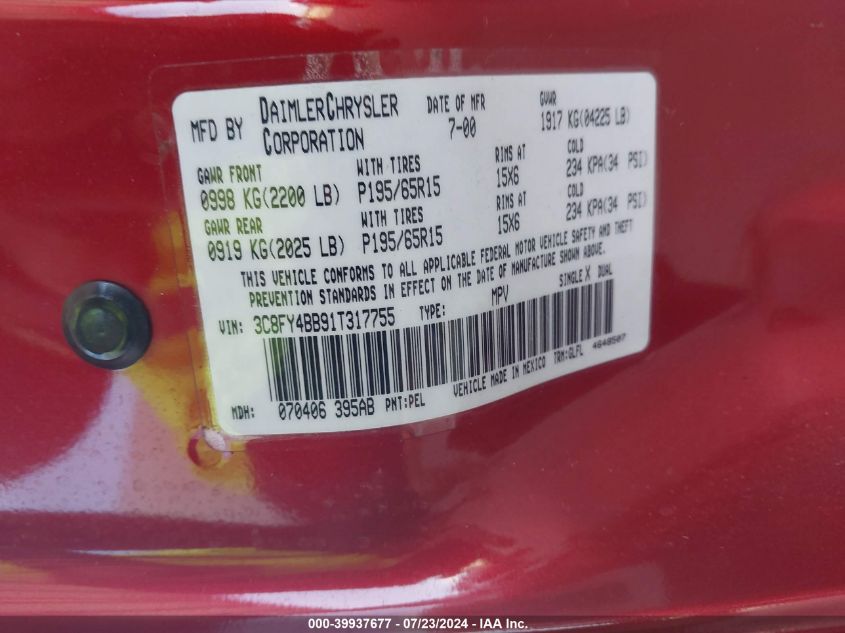 MFD BY DAIMLERCHRYSLER CORPORATION
DATE OF MFR 7-00
GVWR 1917 KG(04225 LB)
GAWR FRONT WITH TIRES RIMS AT COLD
0998 KG(2200 LB) P195/65R15 15X6 234 KPA(34 PSI)
GAWR REAR WITH TIRES RIMS AT COLD
0919 KG(2025 LB) P195/65R15 15X6 234 KPA(34 PSI)
THIS VEHICLE CONFORMS TO ALL APPLICABLE FEDERAL MOTOR VEHICLE SAFETY AND THEFT
PREVENTION STANDARDS IN EFFECT ON THE DATE OF MANUFACTURE SHOWN ABOVE.
VIN: 3C8FY4BB91T317755 TYPE: MPV SINGLE X DUAL
MDH: 070406 395AB PNT:PEL VEHICLE MADE IN MEXICO TRM:GLFL 4648507
000-39937677 - 07/23/2024 - IAA Inc.